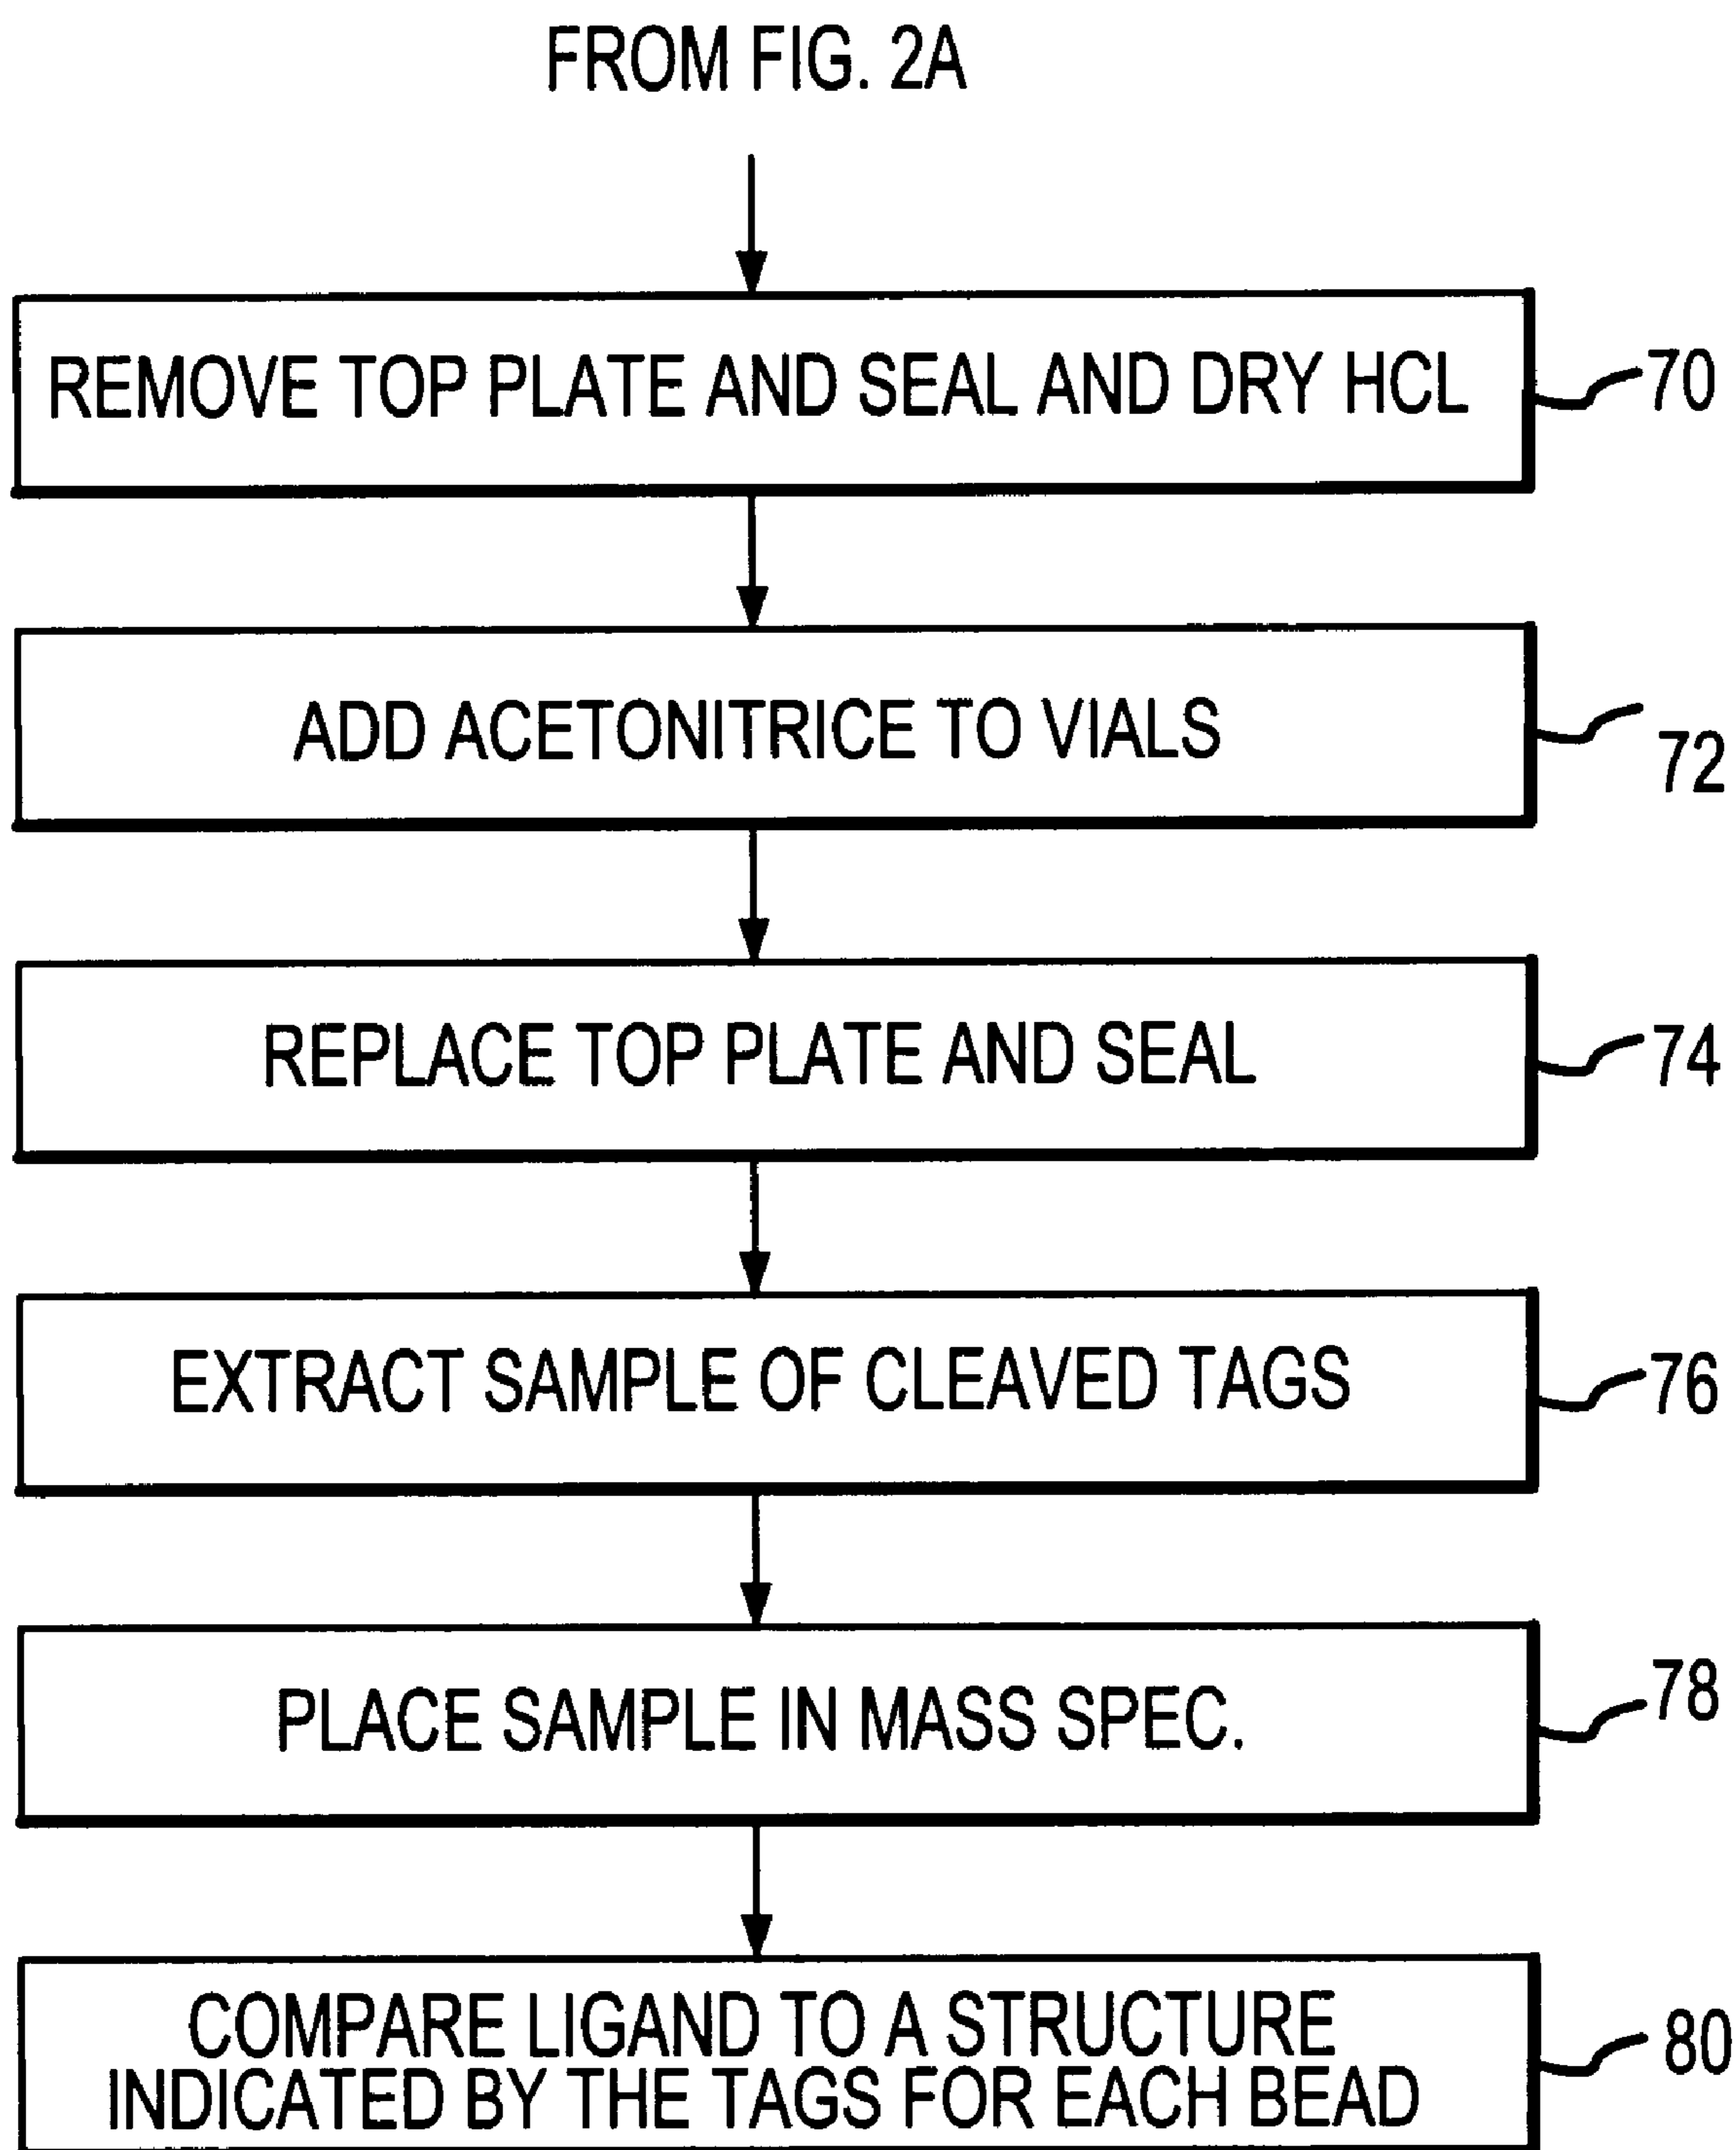 FROM FIG. 2A
REMOVE TOP PLATE AND SEAL AND DRY HCL
70
ADD ACETONITRICE TO VIALS
72
REPLACE TOP PLATE AND SEAL
74
EXTRACT SAMPLE OF CLEAVED TAGS
76
PLACE SAMPLE IN MASS SPEC.
78
COMPARE LIGAND TO A STRUCTURE
INDICATED BY THE TAGS FOR EACH BEAD
80